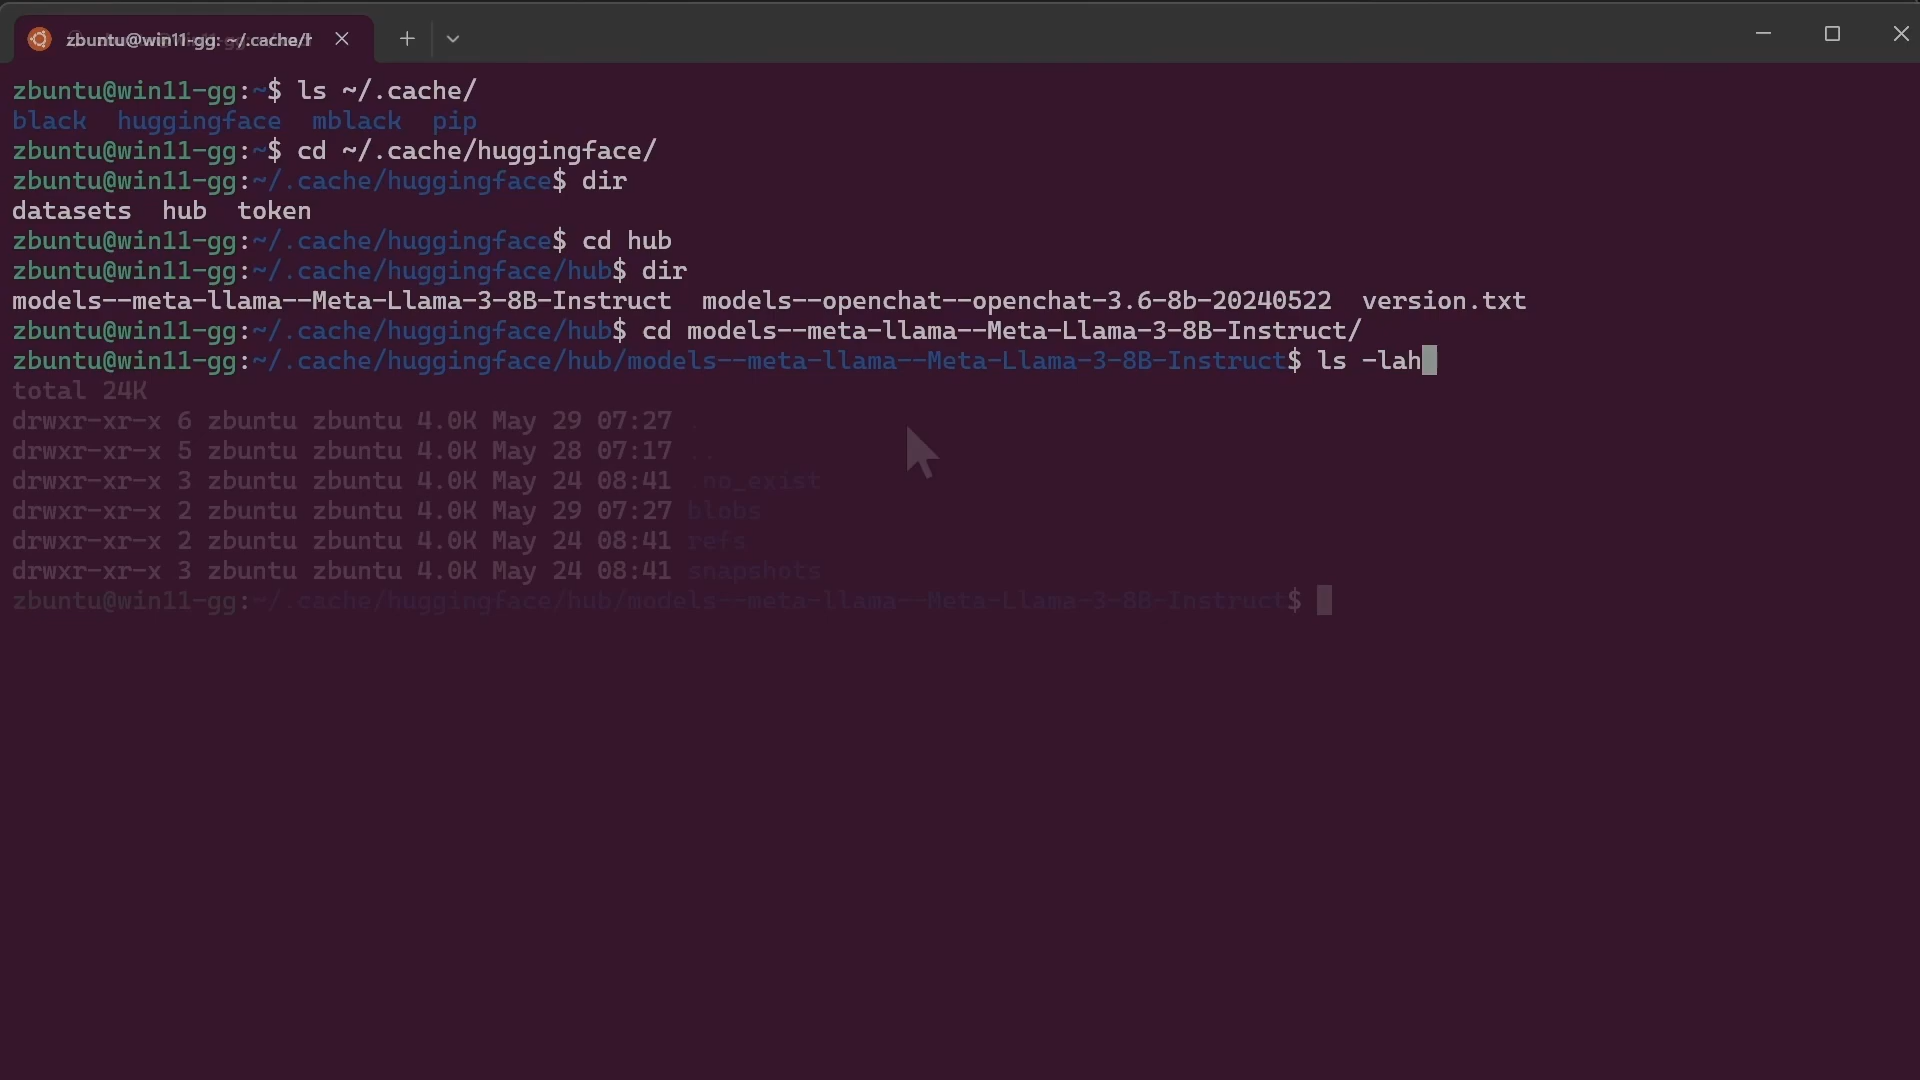 zbuntu@win11-gg: ~/.cache/h
zbuntu@win11-gg:~$ ls ~/.cache/
black  huggingface  mblack  pip
zbuntu@win11-gg:~$ cd ~/.cache/huggingface/
zbuntu@win11-gg:~/.cache/huggingface$ dir
datasets  hub  token
zbuntu@win11-gg:~/.cache/huggingface$ cd hub
zbuntu@win11-gg:~/.cache/huggingface/hub$ dir
models--meta-llama--Meta-Llama-3-8B-Instruct  models--openchat--openchat-3.6-8b-20240522  version.txt
zbuntu@win11-gg:~/.cache/huggingface/hub$ cd models--meta-llama--Meta-Llama-3-8B-Instruct/
zbuntu@win11-gg:~/.cache/huggingface/hub/models--meta-llama--Meta-Llama-3-8B-Instruct$ ls -lah
total 24K
drwxr-xr-x 6 zbuntu zbuntu 4.0K May 29 07:27 .
drwxr-xr-x 5 zbuntu zbuntu 4.0K May 28 07:17 ..
drwxr-xr-x 3 zbuntu zbuntu 4.0K May 24 08:41 .no_exist
drwxr-xr-x 2 zbuntu zbuntu 4.0K May 29 07:27 blobs
drwxr-xr-x 2 zbuntu zbuntu 4.0K May 24 08:41 refs
drwxr-xr-x 3 zbuntu zbuntu 4.0K May 24 08:41 snapshots
zbuntu@win11-gg:~/.cache/huggingface/hub/models--meta-llama--Meta-Llama-3-8B-Instruct$